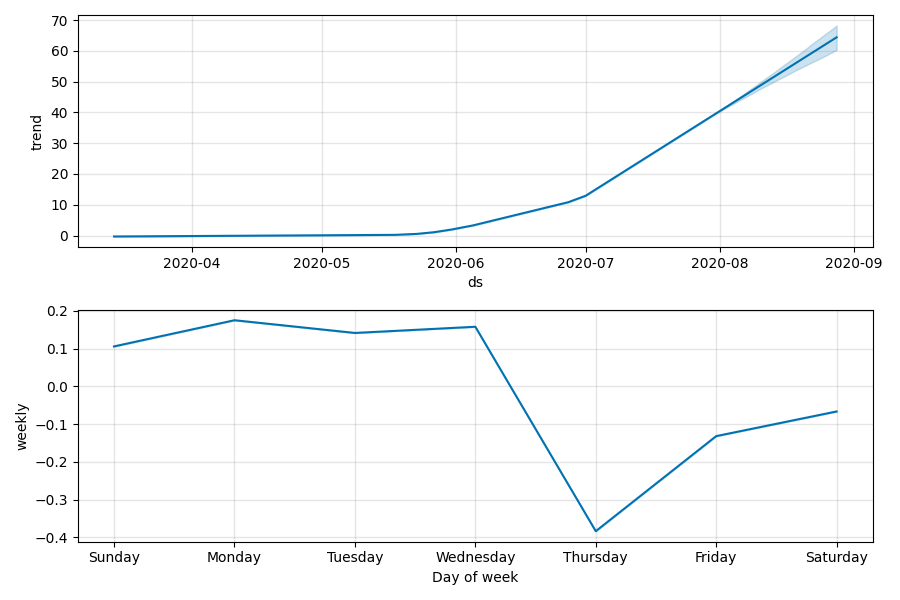 70
60
50
40
30
20
10
0
trend
2020-04 2020-05 2020-06 2020-07 2020-08 2020-09
ds
0.2
0.1
0.0
−0.1
−0.2
−0.3
−0.4
weekly
Sunday Monday Tuesday Wednesday Thursday Friday Saturday
Day of week